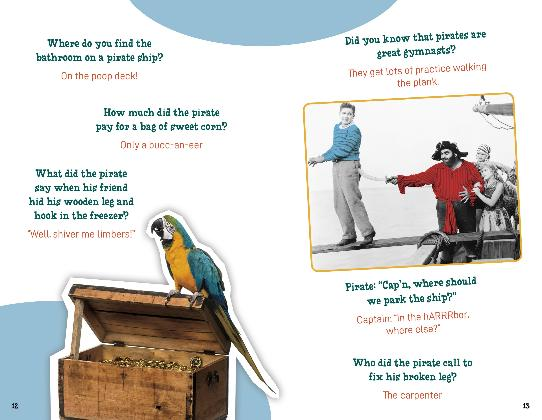 Where do you find the
bathroom on a pirate ship?
On the poop deck!
How much did the pirate
pay for a bag of sweet corn?
Only a bucc-an-ear
What did the pirate
say when his friend
hid his wooden leg and
hook in the freezer?
"Well, shiver me limbers!"
12
Did you know that pirates are
great gymnasts?
They get lots of practice walking
the plank.
Pirate: "Cap'n, where should
we park the ship?"
Captain: "In the hARRRbor,
where else?"
Who did the pirate call to
fix his broken leg?
The carpenter
13